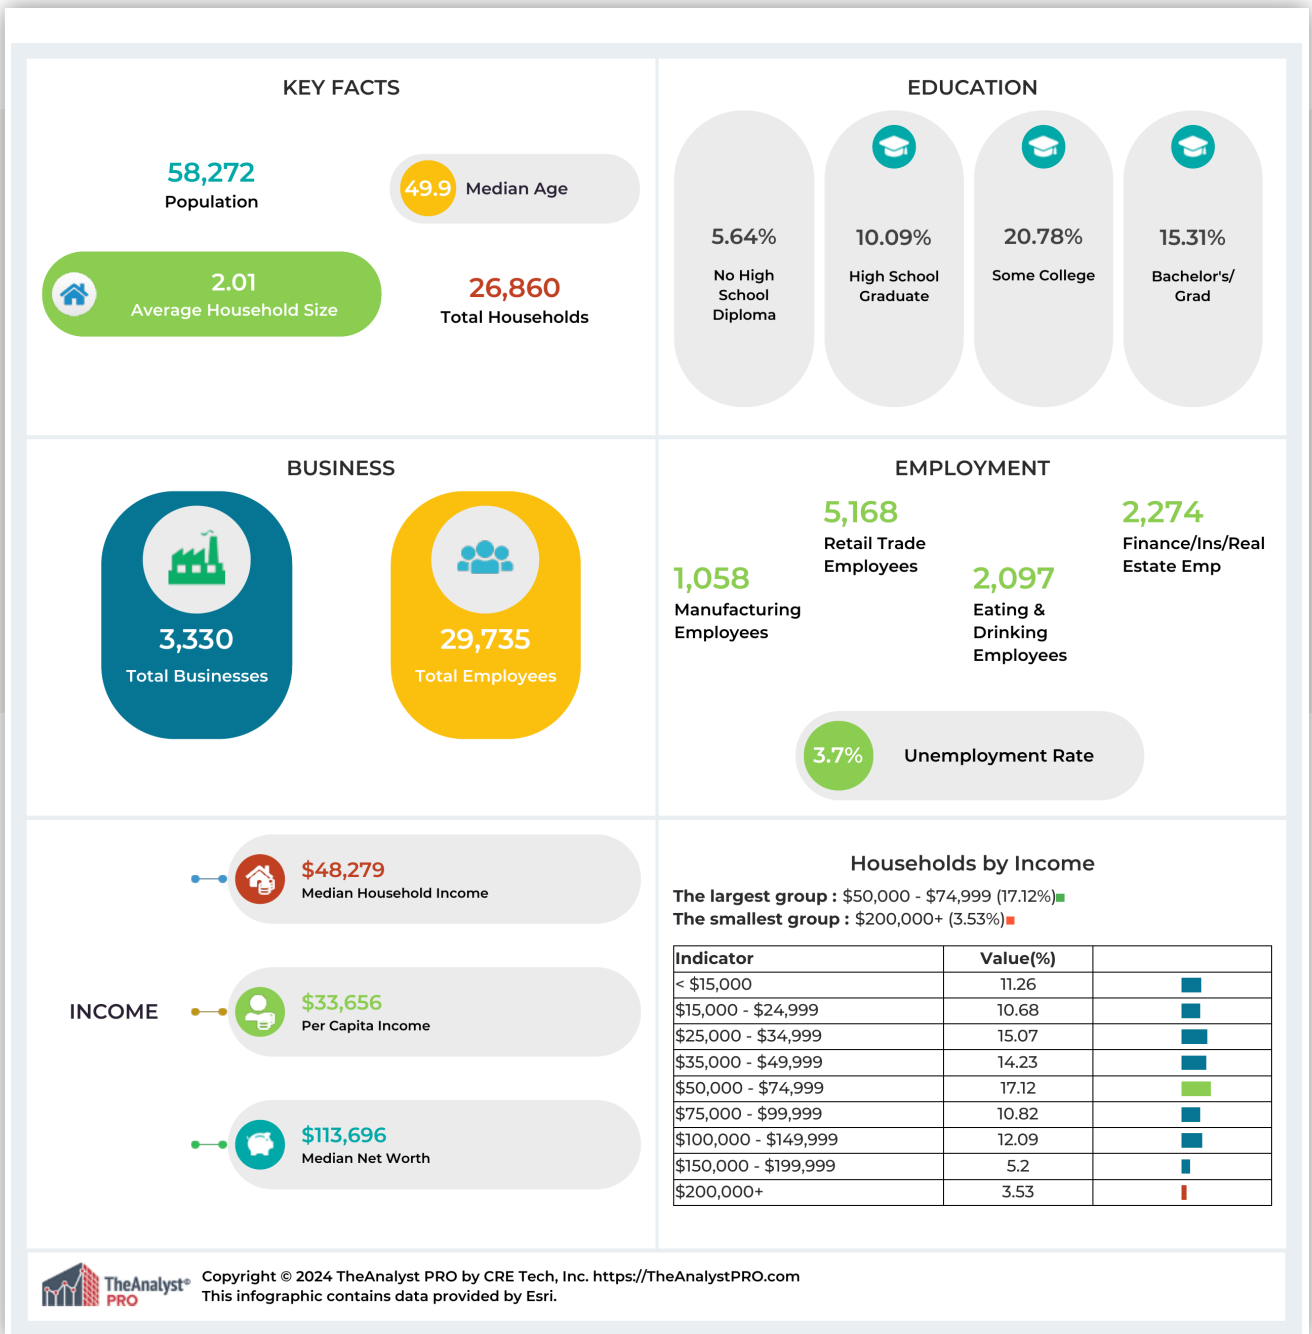 KEY FACTS
58,272
Population
49.9 Median Age
2.01
Average Household Size
26,860
Total Households
EDUCATION
5.64%
No High
School
Diploma
10.09%
High School
Graduate
20.78%
Some College
15.31%
Bachelor's/
Grad
BUSINESS
3,330
Total Businesses
29,735
Total Employees
EMPLOYMENT
1,058
Manufacturing
Employees
5,168
Retail Trade
Employees
2,097
Eating &
Drinking
Employees
2,274
Finance/Ins/Real
Estate Emp
3.7% Unemployment Rate
INCOME
$48,279
Median Household Income
$33,656
Per Capita Income
$113,696
Median Net Worth
Households by Income
The largest group : $50,000 - $74,999 (17.12%)
The smallest group : $200,000+ (3.53%)
Indicator Value(%)
< $15,000 11.26
$15,000 - $24,999 10.68
$25,000 - $34,999 15.07
$35,000 - $49,999 14.23
$50,000 - $74,999 17.12
$75,000 - $99,999 10.82
$100,000 - $149,999 12.09
$150,000 - $199,999 5.2
$200,000+ 3.53
TheAnalyst®
PRO
Copyright © 2024 TheAnalyst PRO by CRE Tech, Inc. https://TheAnalystPRO.com
This infographic contains data provided by Esri.